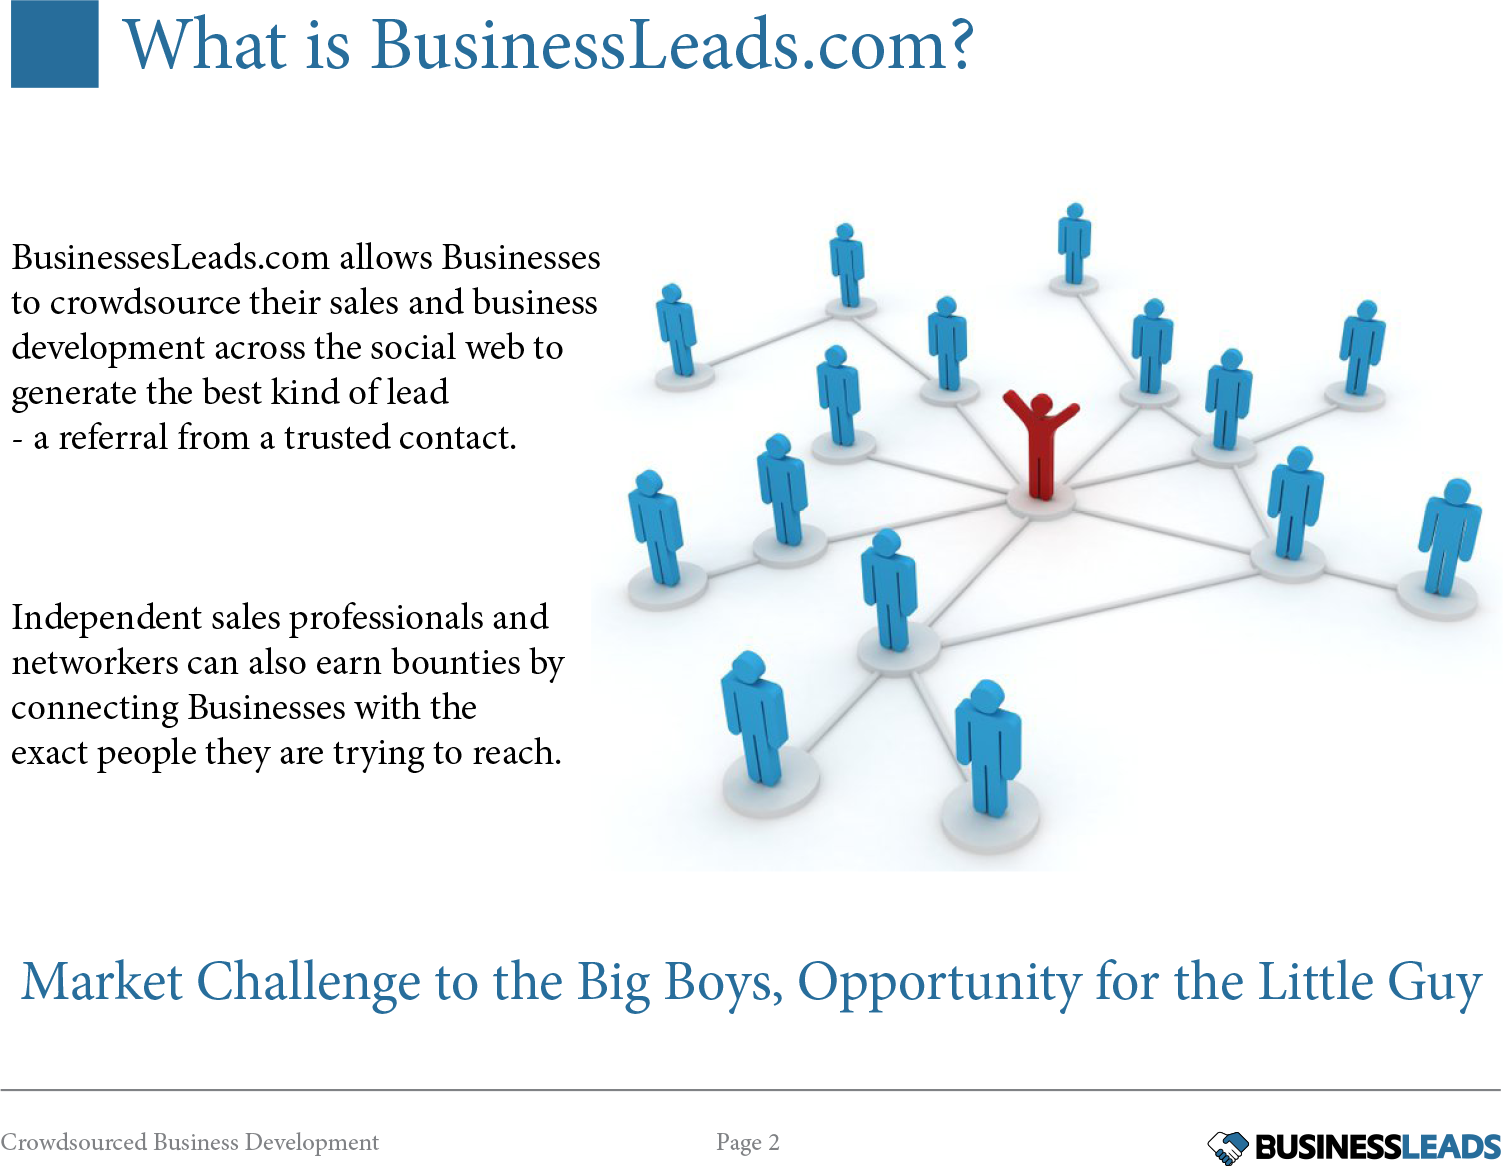 What is BusinessLeads.com?
BusinessesLeads.com allows Businesses
to crowdsource their sales and business
development across the social web to
generate the best kind of lead
- a referral from a trusted contact.
Independent sales professionals and
networkers can also earn bounties by
connecting Businesses with the
exact people they are trying to reach.
Market Challenge to the Big Boys, Opportunity for the Little Guy
Crowdsourced Business Development
Page 2
BUSINESSLEADS